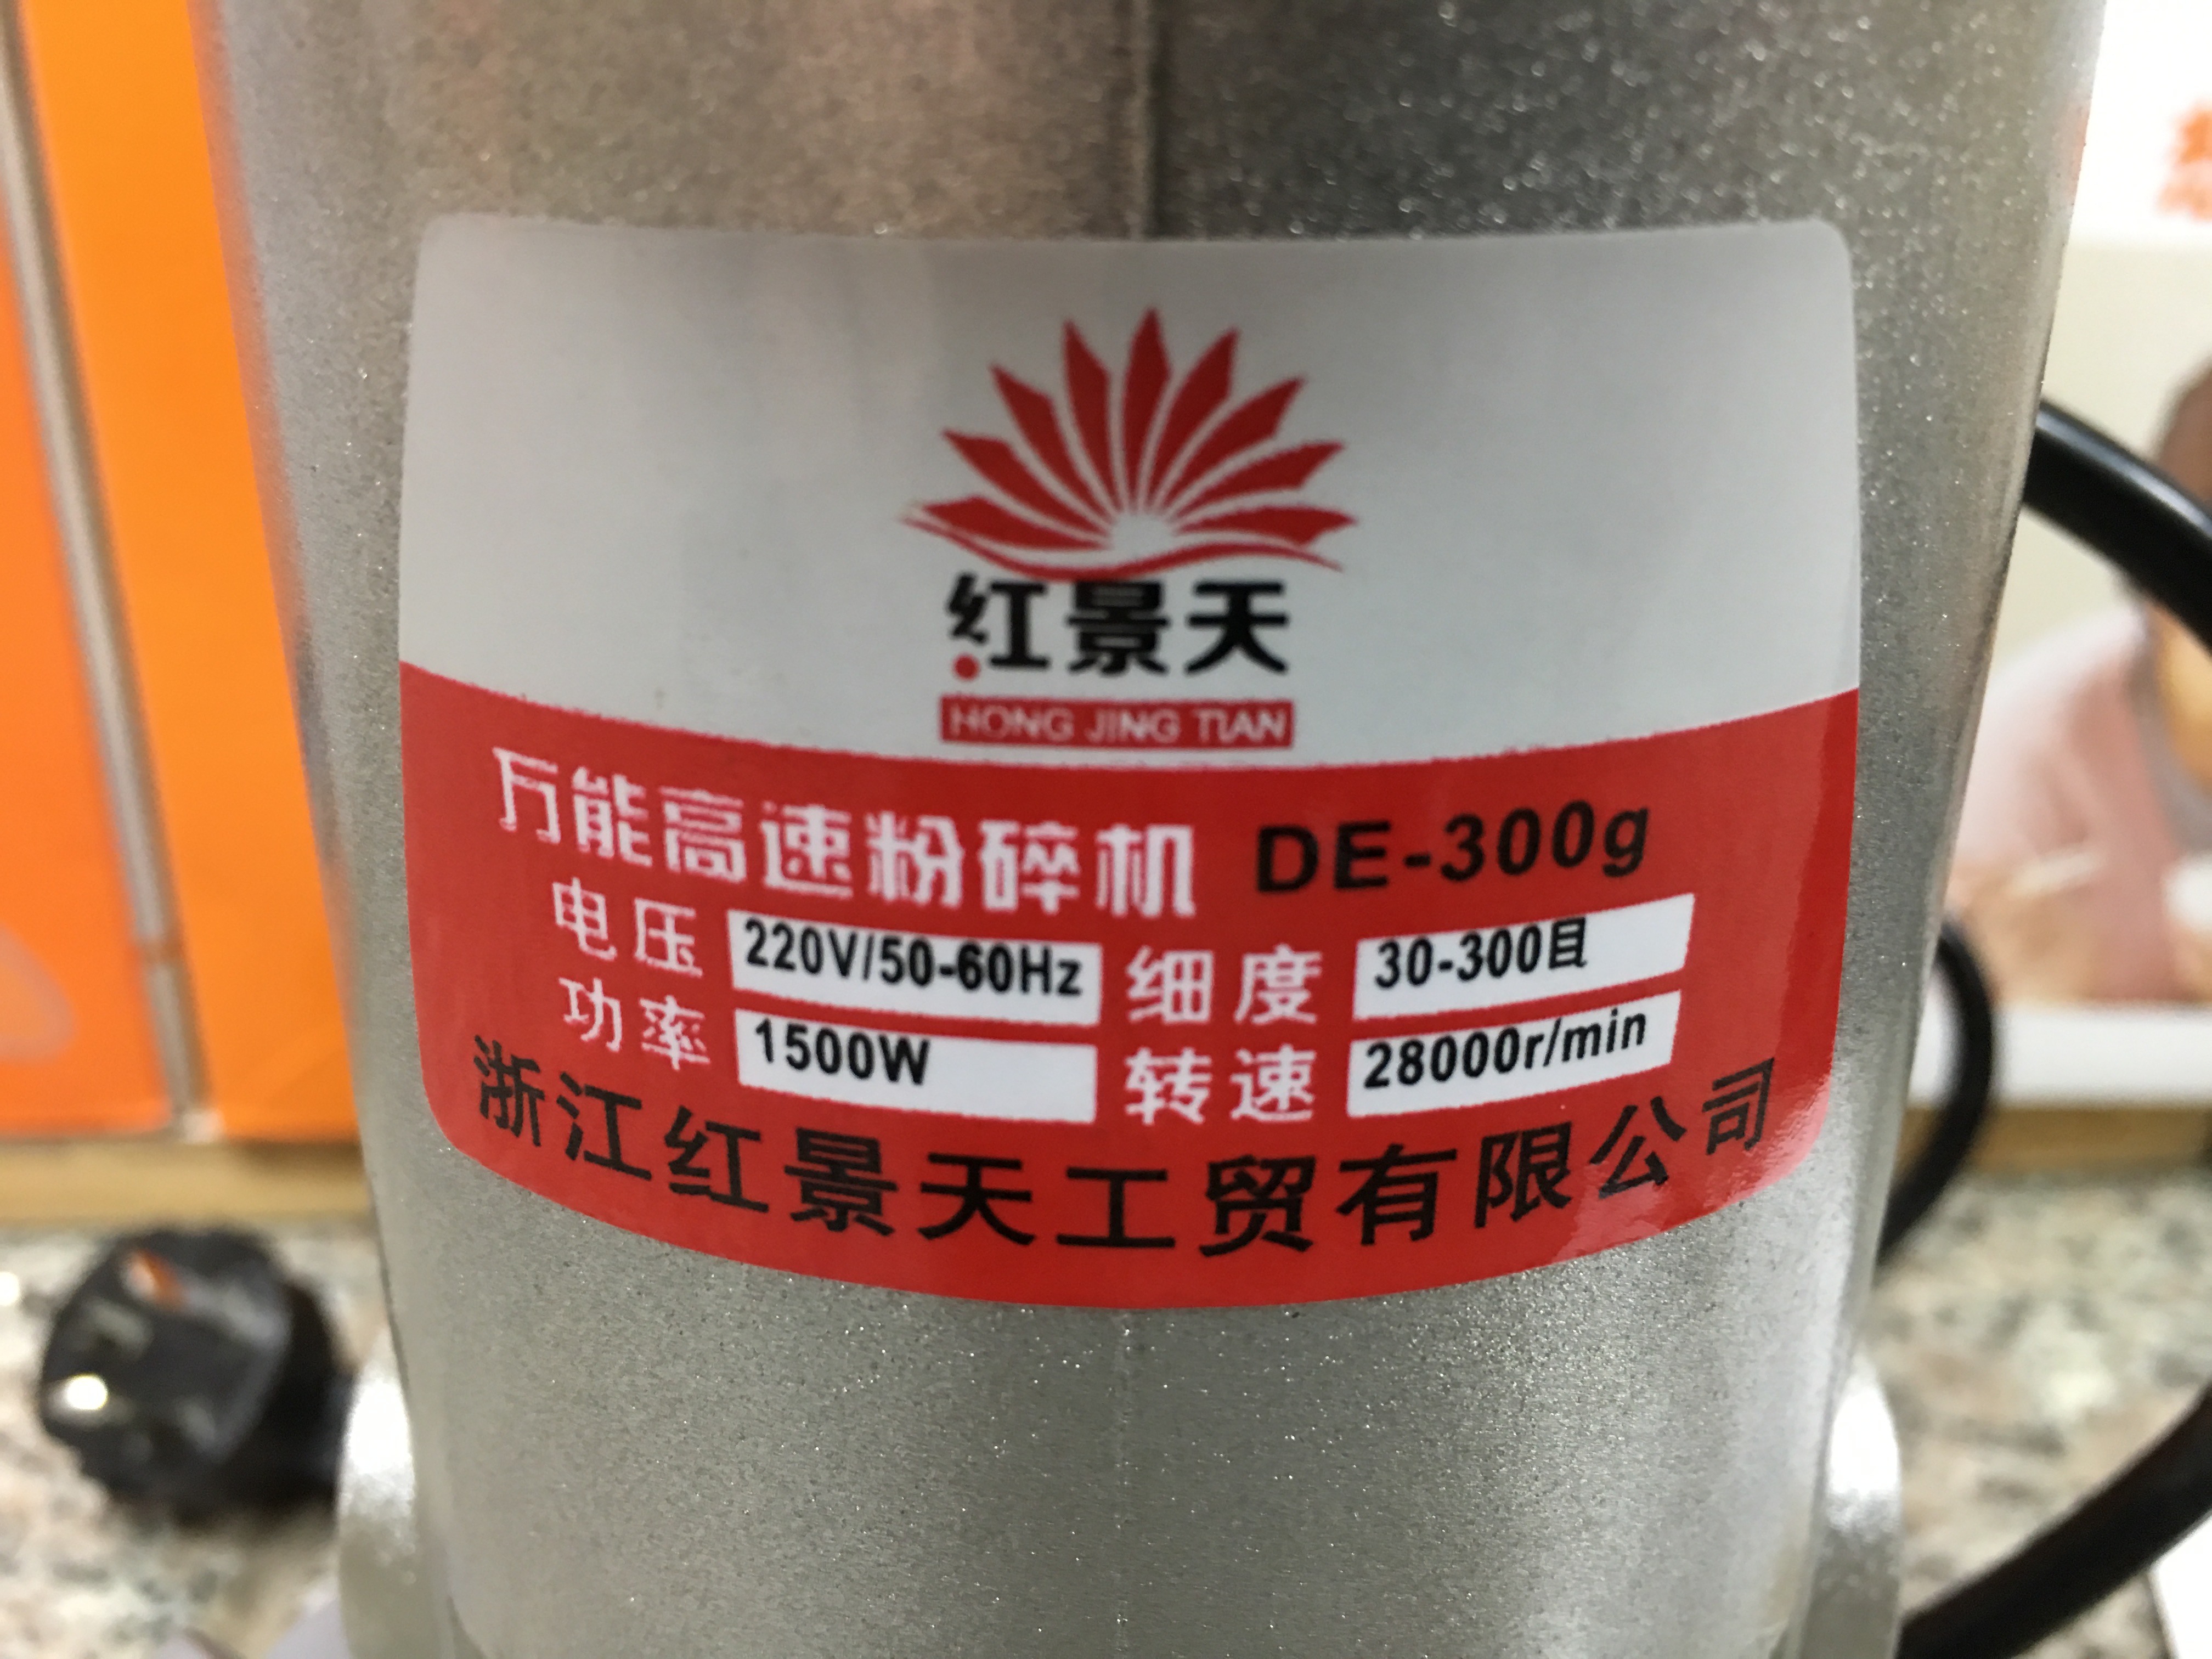 红景天
HONG JING TIAN
万能高速粉碎机 DE-300g
电压 220V/50-60Hz 细度 30-300目
功率 1500W 转速 28000r/min
浙江红景天工贸有限公司